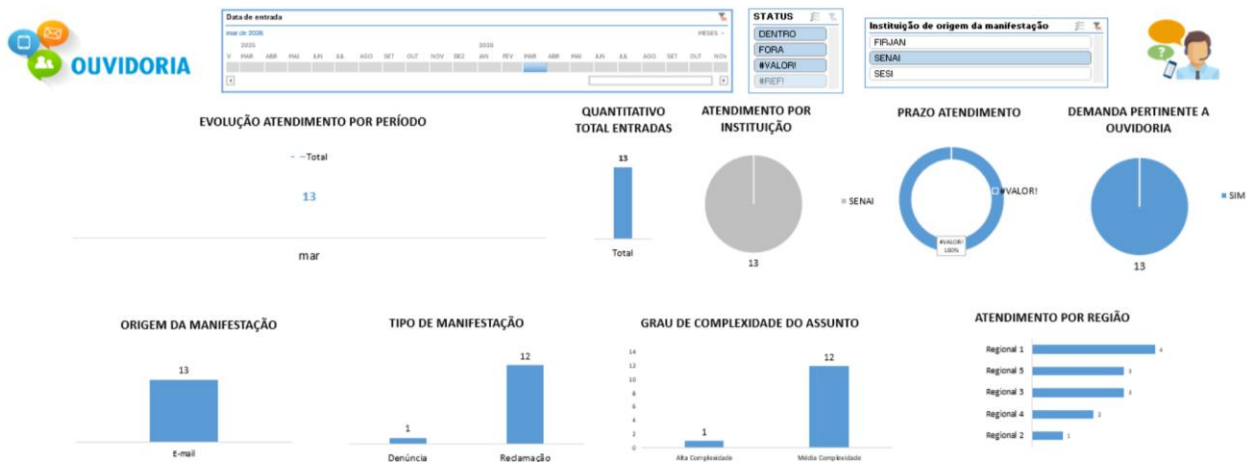 OUVIDORIA
Data de entrada
mar de 2026
MESES
2025
2026
V MAR ABR MAI JUN JUL AGO SET OUT NOV DEZ JAN FEV MAR ABR MAI JUN JUL AGO SET OUT NOV
STATUS
DENTRO
FORA
#VALOR!
#REF!
Instituição de origem da manifestação
FIRJAN
SENAI
SESI
EVOLUÇÃO ATENDIMENTO POR PERÍODO
Total
13
mar
QUANTITATIVO
TOTAL ENTRADAS
13
Total
ATENDIMENTO POR
INSTITUIÇÃO
SENAI
13
PRAZO ATENDIMENTO
#VALOR!
#VALOR!
100%
DEMANDA PERTINENTE A
OUVIDORIA
SIM
13
ORIGEM DA MANIFESTAÇÃO
13
E-mail
TIPO DE MANIFESTAÇÃO
12
1
Denúncia Reclamação
GRAU DE COMPLEXIDADE DO ASSUNTO
14
12
10
8
6
4
2
0
12
1
Alta Complexidade Média Complexidade
ATENDIMENTO POR REGIÃO
Regional 1 4
Regional 5 3
Regional 3 3
Regional 4 2
Regional 2 1